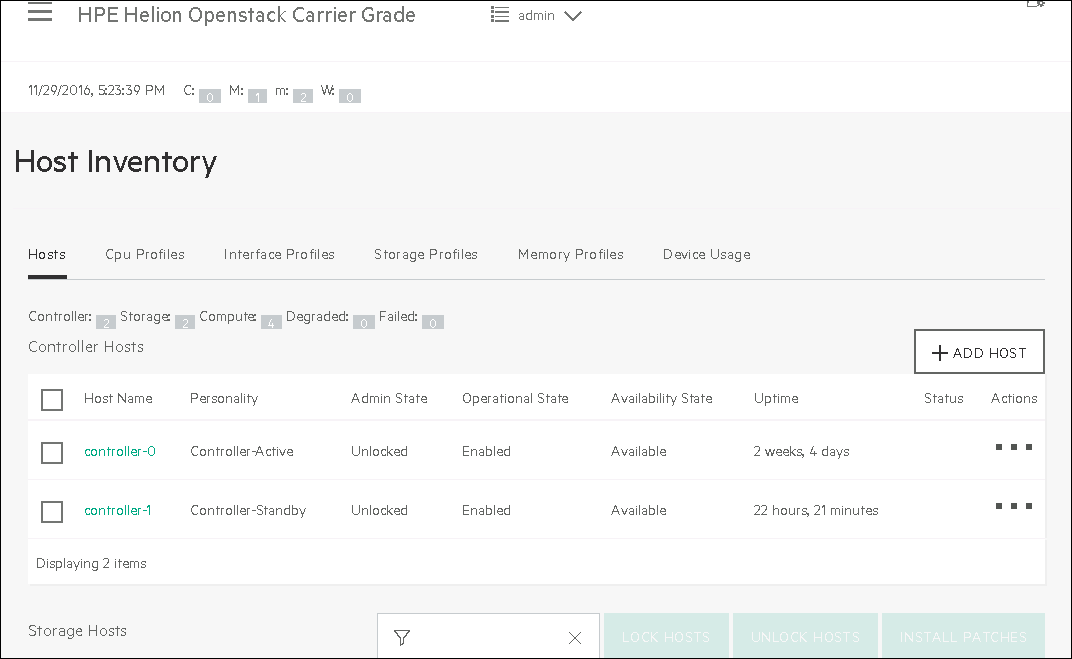 HPE Helion Openstack Carrier Grade admin
11/29/2016, 5:23:39 PM C: 0 M: 1 m: 2 W: 0
Host Inventory
Hosts Cpu Profiles Interface Profiles Storage Profiles Memory Profiles Device Usage
Controller: 2 Storage: 2 Compute: 4 Degraded: 0 Failed: 0
Controller Hosts
+ ADD HOST
Host Name Personality Admin State Operational State Availability State Uptime Status Actions
controller-0 Controller-Active Unlocked Enabled Available 2 weeks, 4 days
controller-1 Controller-Standby Unlocked Enabled Available 22 hours, 21 minutes
Displaying 2 items
Storage Hosts LOCK HOSTS UNLOCK HOSTS INSTALL PATCHES